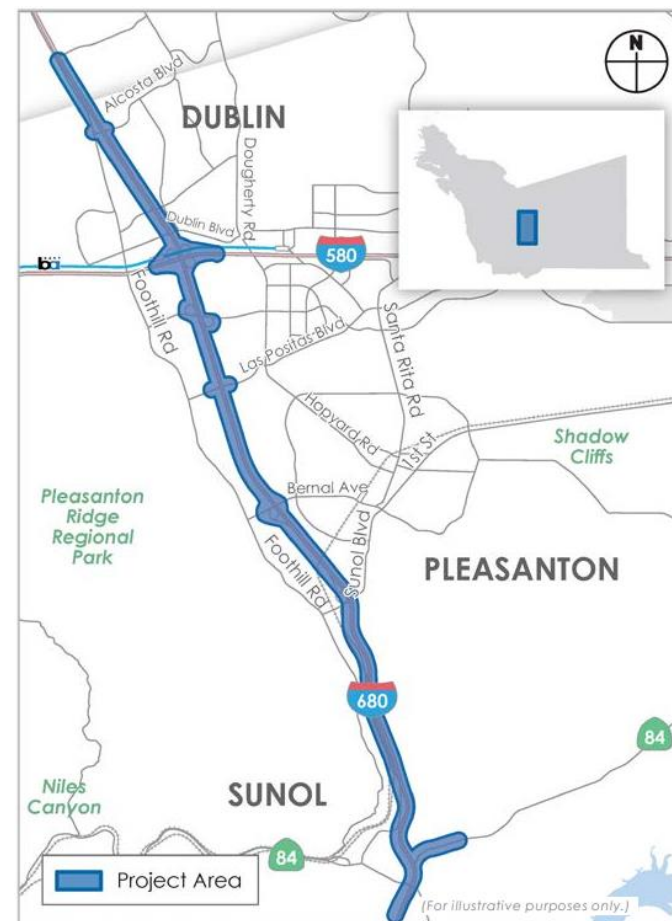 N
Alcosta Blvd
DUBLIN
Dougherty Rd
Dublin Blvd
580
ba
Foothill Rd
Las Positas Blvd
Santa Rita Rd
Hopyard Rd
1st St
Shadow
Cliffs
Bernal Ave
Pleasanton
Ridge
Regional
Park
Sunol Blvd
Foothill Rd
PLEASANTON
680
84
Niles
Canyon
SUNOL
84
Project Area
(For illustrative purposes only.)